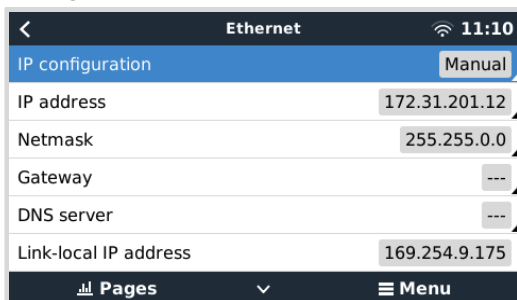 Ethernet 11:10
IP configuration Manual
IP address 172.31.201.12
Netmask 255.255.0.0
Gateway ---
DNS server ---
Link-local IP address 169.254.9.175
Pages Menu